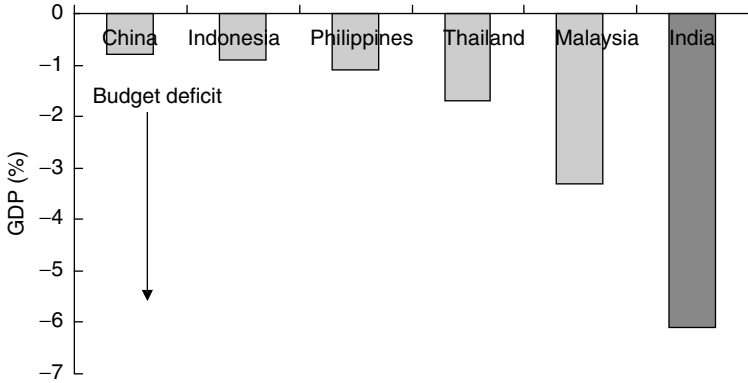 0
China Indonesia Philippines Thailand Malaysia India
−1
Budget deficit
−2
−3
GDP (%)
−4
−5
−6
−7